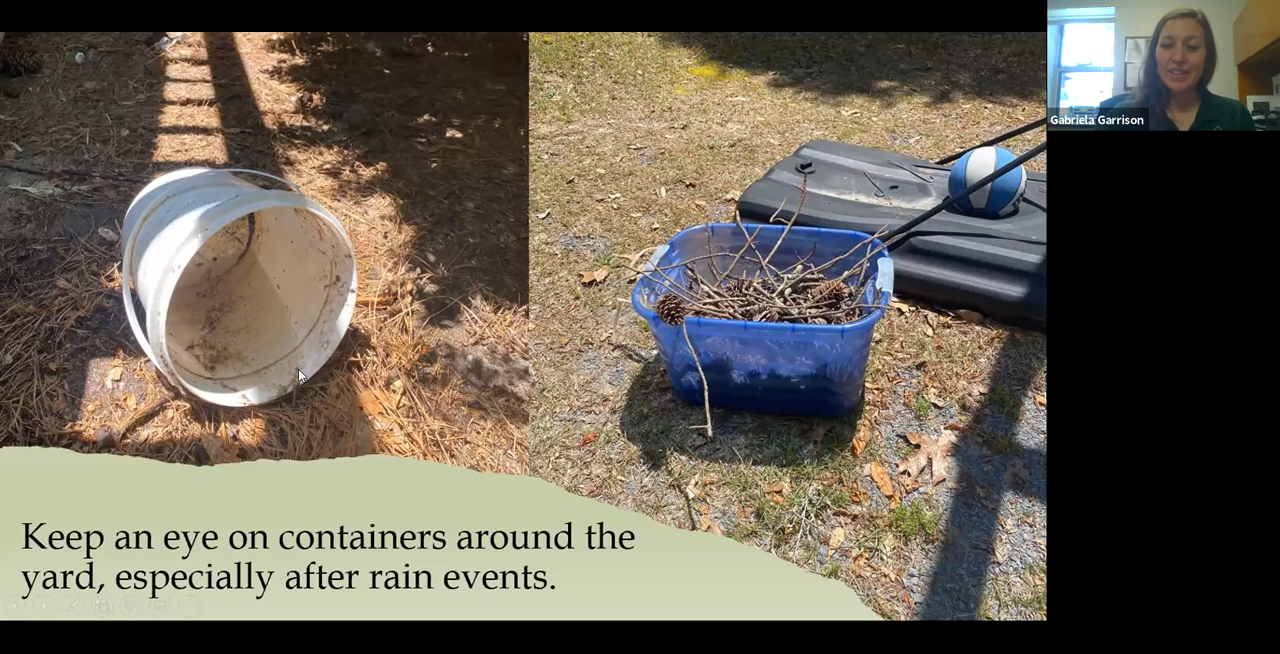 Gabriela Garrison
Keep an eye on containers around the
yard, especially after rain events.